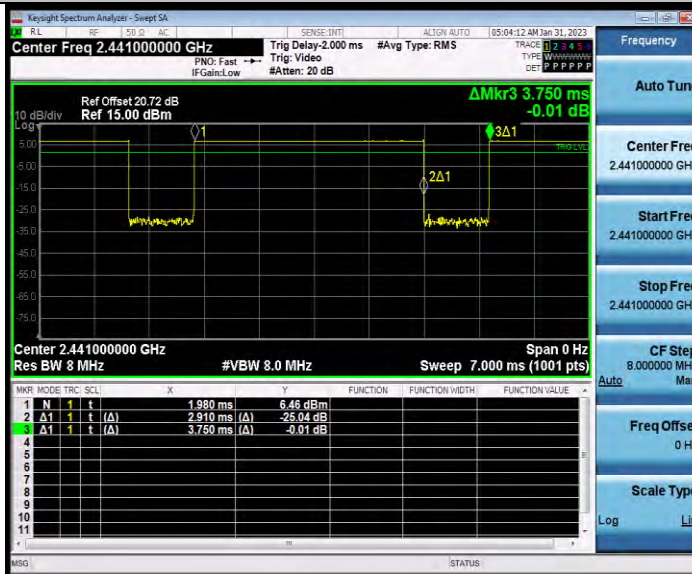 Keysight Spectrum Analyzer - Swept SA
RL RF 50 Ω AC SENSE:INT ALIGN AUTO 05:04:12 AM Jan 31, 2023
Center Freq 2.441000000 GHz
PNO: Fast
IFGain:Low
Trig Delay-2.000 ms
Trig: Video
#Atten: 20 dB
#Avg Type: RMS
TRACE 1 2 3 4 5 6
TYPE WWWWWW
DET P P P P P P
Ref Offset 20.72 dB
10 dB/div Ref 15.00 dBm
Log
ΔMkr3 3.750 ms
-0.01 dB
1
3Δ1
2Δ1
TRIG LVL
5.00
-5.00
-15.0
-25.0
-35.0
-45.0
-55.0
-65.0
-75.0
Center 2.441000000 GHz Span 0 Hz
Res BW 8 MHz #VBW 8.0 MHz Sweep 7.000 ms (1001 pts)
MKR MODE TRC SCL X Y FUNCTION FUNCTION WIDTH FUNCTION VALUE
1 N 1 t 1.980 ms 6.46 dBm
2 Δ1 1 t (Δ) 2.910 ms (Δ) -25.04 dB
3 Δ1 1 t (Δ) 3.750 ms (Δ) -0.01 dB
4
5
6
7
8
9
10
11
MSG STATUS
Frequency
Auto Tun
Center Fre
2.441000000 GH
Start Fre
2.441000000 GH
Stop Fre
2.441000000 GH
CF Step
8.000000 MH
Auto Ma
Freq Offse
0 H
Scale Type
Log Li